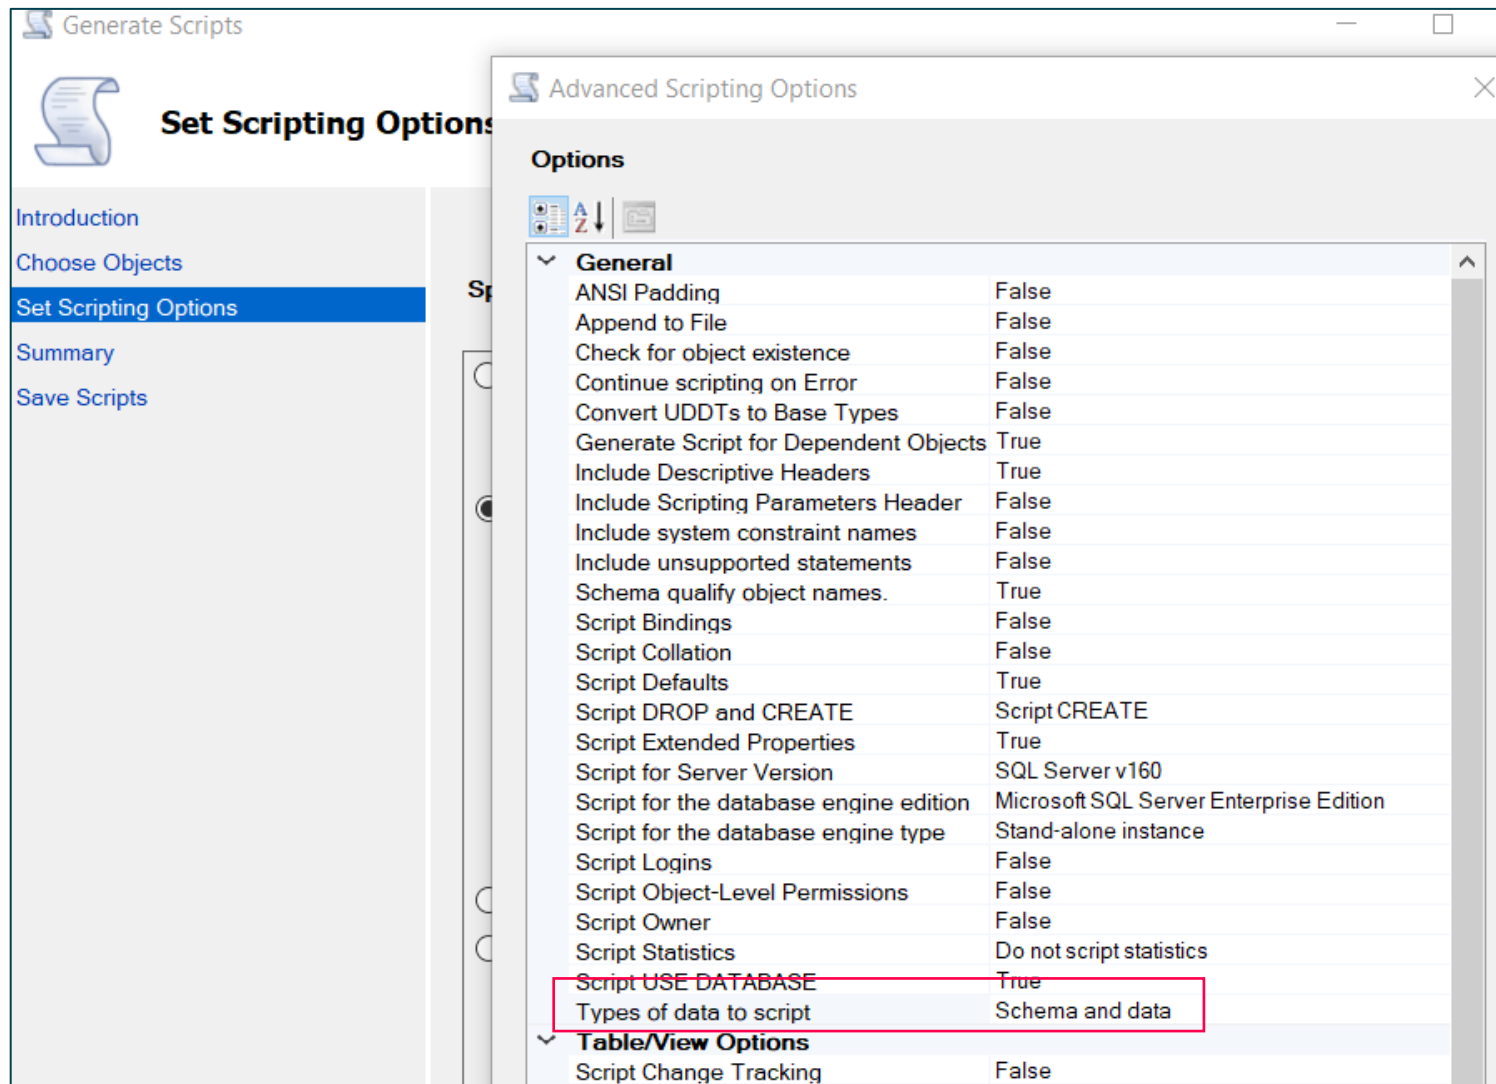 Generate Scripts
Set Scripting Options
Introduction
Choose Objects
Set Scripting Options
Summary
Save Scripts
Advanced Scripting Options
Options
General
ANSI Padding False
Append to File False
Check for object existence False
Continue scripting on Error False
Convert UDDTs to Base Types False
Generate Script for Dependent Objects True
Include Descriptive Headers True
Include Scripting Parameters Header False
Include system constraint names False
Include unsupported statements False
Schema qualify object names. True
Script Bindings False
Script Collation False
Script Defaults True
Script DROP and CREATE Script CREATE
Script Extended Properties True
Script for Server Version SQL Server v160
Script for the database engine edition Microsoft SQL Server Enterprise Edition
Script for the database engine type Stand-alone instance
Script Logins False
Script Object-Level Permissions False
Script Owner False
Script Statistics Do not script statistics
Script USE DATABASE True
Types of data to script Schema and data
Table/View Options
Script Change Tracking False